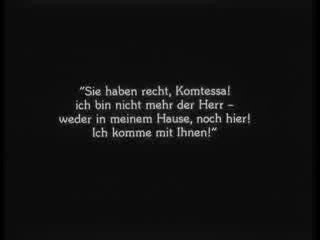 "Sie haben recht, Komtessa!
ich bin nicht mehr der Herr –
weder in meinem Hause, noch hier!
Ich komme mit Ihnen!"